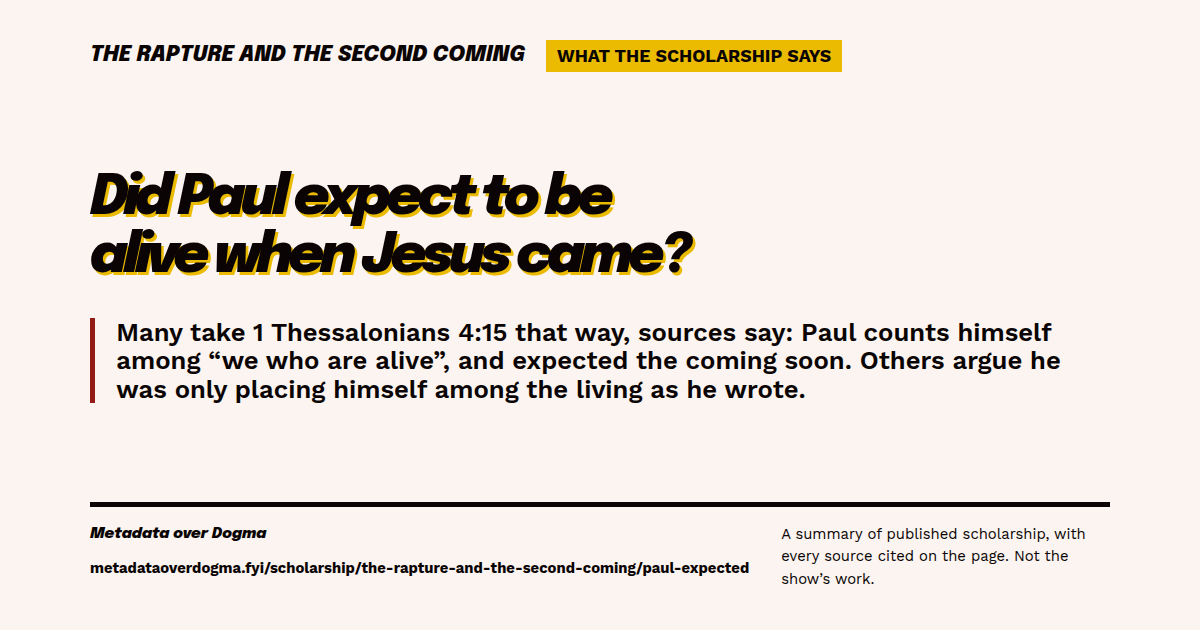 THE RAPTURE AND THE SECOND COMING
WHAT THE SCHOLARSHIP SAYS
Did Paul expect to be
alive when Jesus came?
Many take 1 Thessalonians 4:15 that way, sources say: Paul counts himself
among “we who are alive”, and expected the coming soon. Others argue he
was only placing himself among the living as he wrote.
Metadata over Dogma
metadataoverdogma.fyi/scholarship/the-rapture-and-the-second-coming/paul-expected
A summary of published scholarship, with
every source cited on the page. Not the
show’s work.